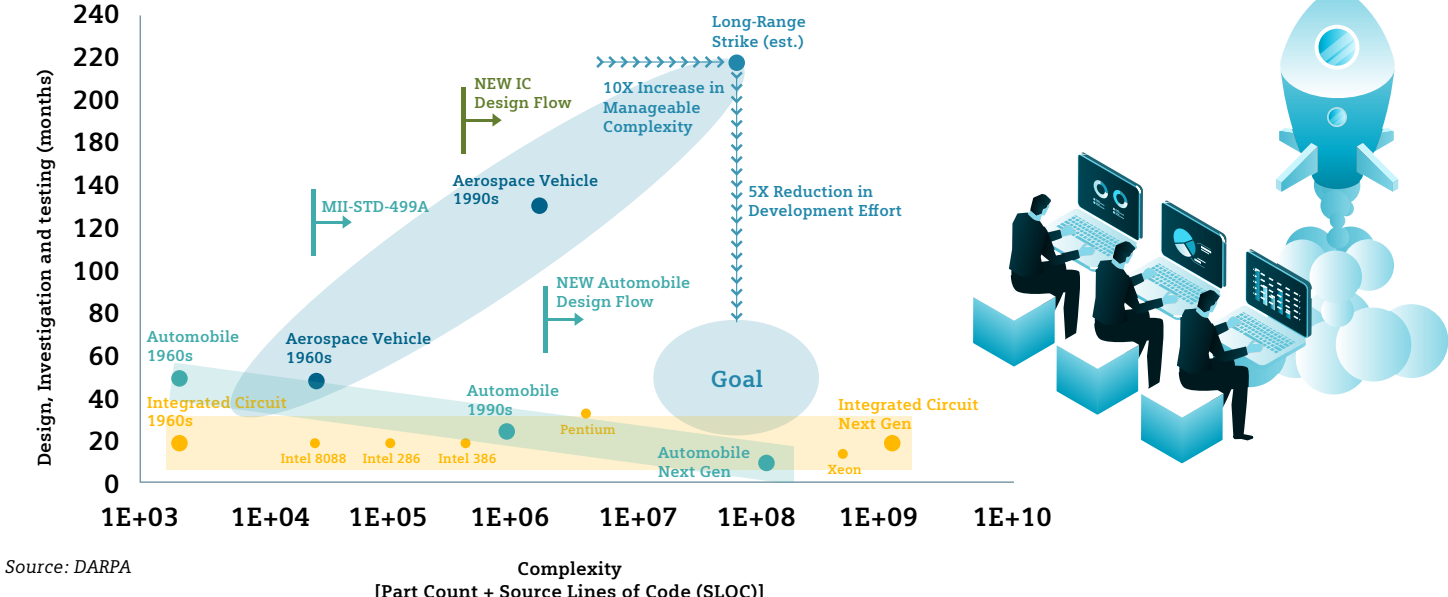 240
220
200
180
160
140
120
100
80
60
40
20
0
Design, Investigation and testing (months)
Long-Range
Strike (est.)
10X Increase in
Manageable
Complexity
NEW IC
Design Flow
Aerospace Vehicle
1990s
MII-STD-499A
5X Reduction in
Development Effort
NEW Automobile
Design Flow
Automobile
1960s
Aerospace Vehicle
1960s
Goal
Automobile
1990s
Integrated Circuit
1960s
Integrated Circuit
Next Gen
Pentium
Intel 8088
Intel 286
Intel 386
Automobile
Next Gen
Xeon
1E+03
1E+04
1E+05
1E+06
1E+07
1E+08
1E+09
1E+10
Source: DARPA
Complexity
[Part Count + Source Lines of Code (SLOC)]